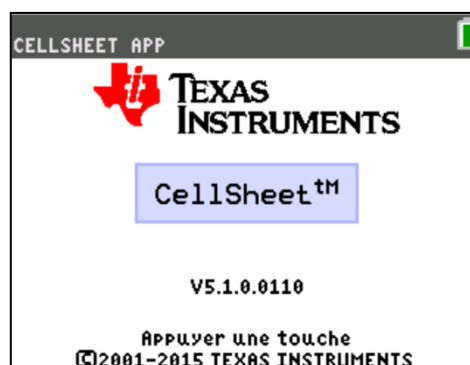 CELLSHEET APP
TEXAS
INSTRUMENTS
CellSheet™
V5.1.0.0110
Appuyer une touche
©2001-2015 TEXAS INSTRUMENTS